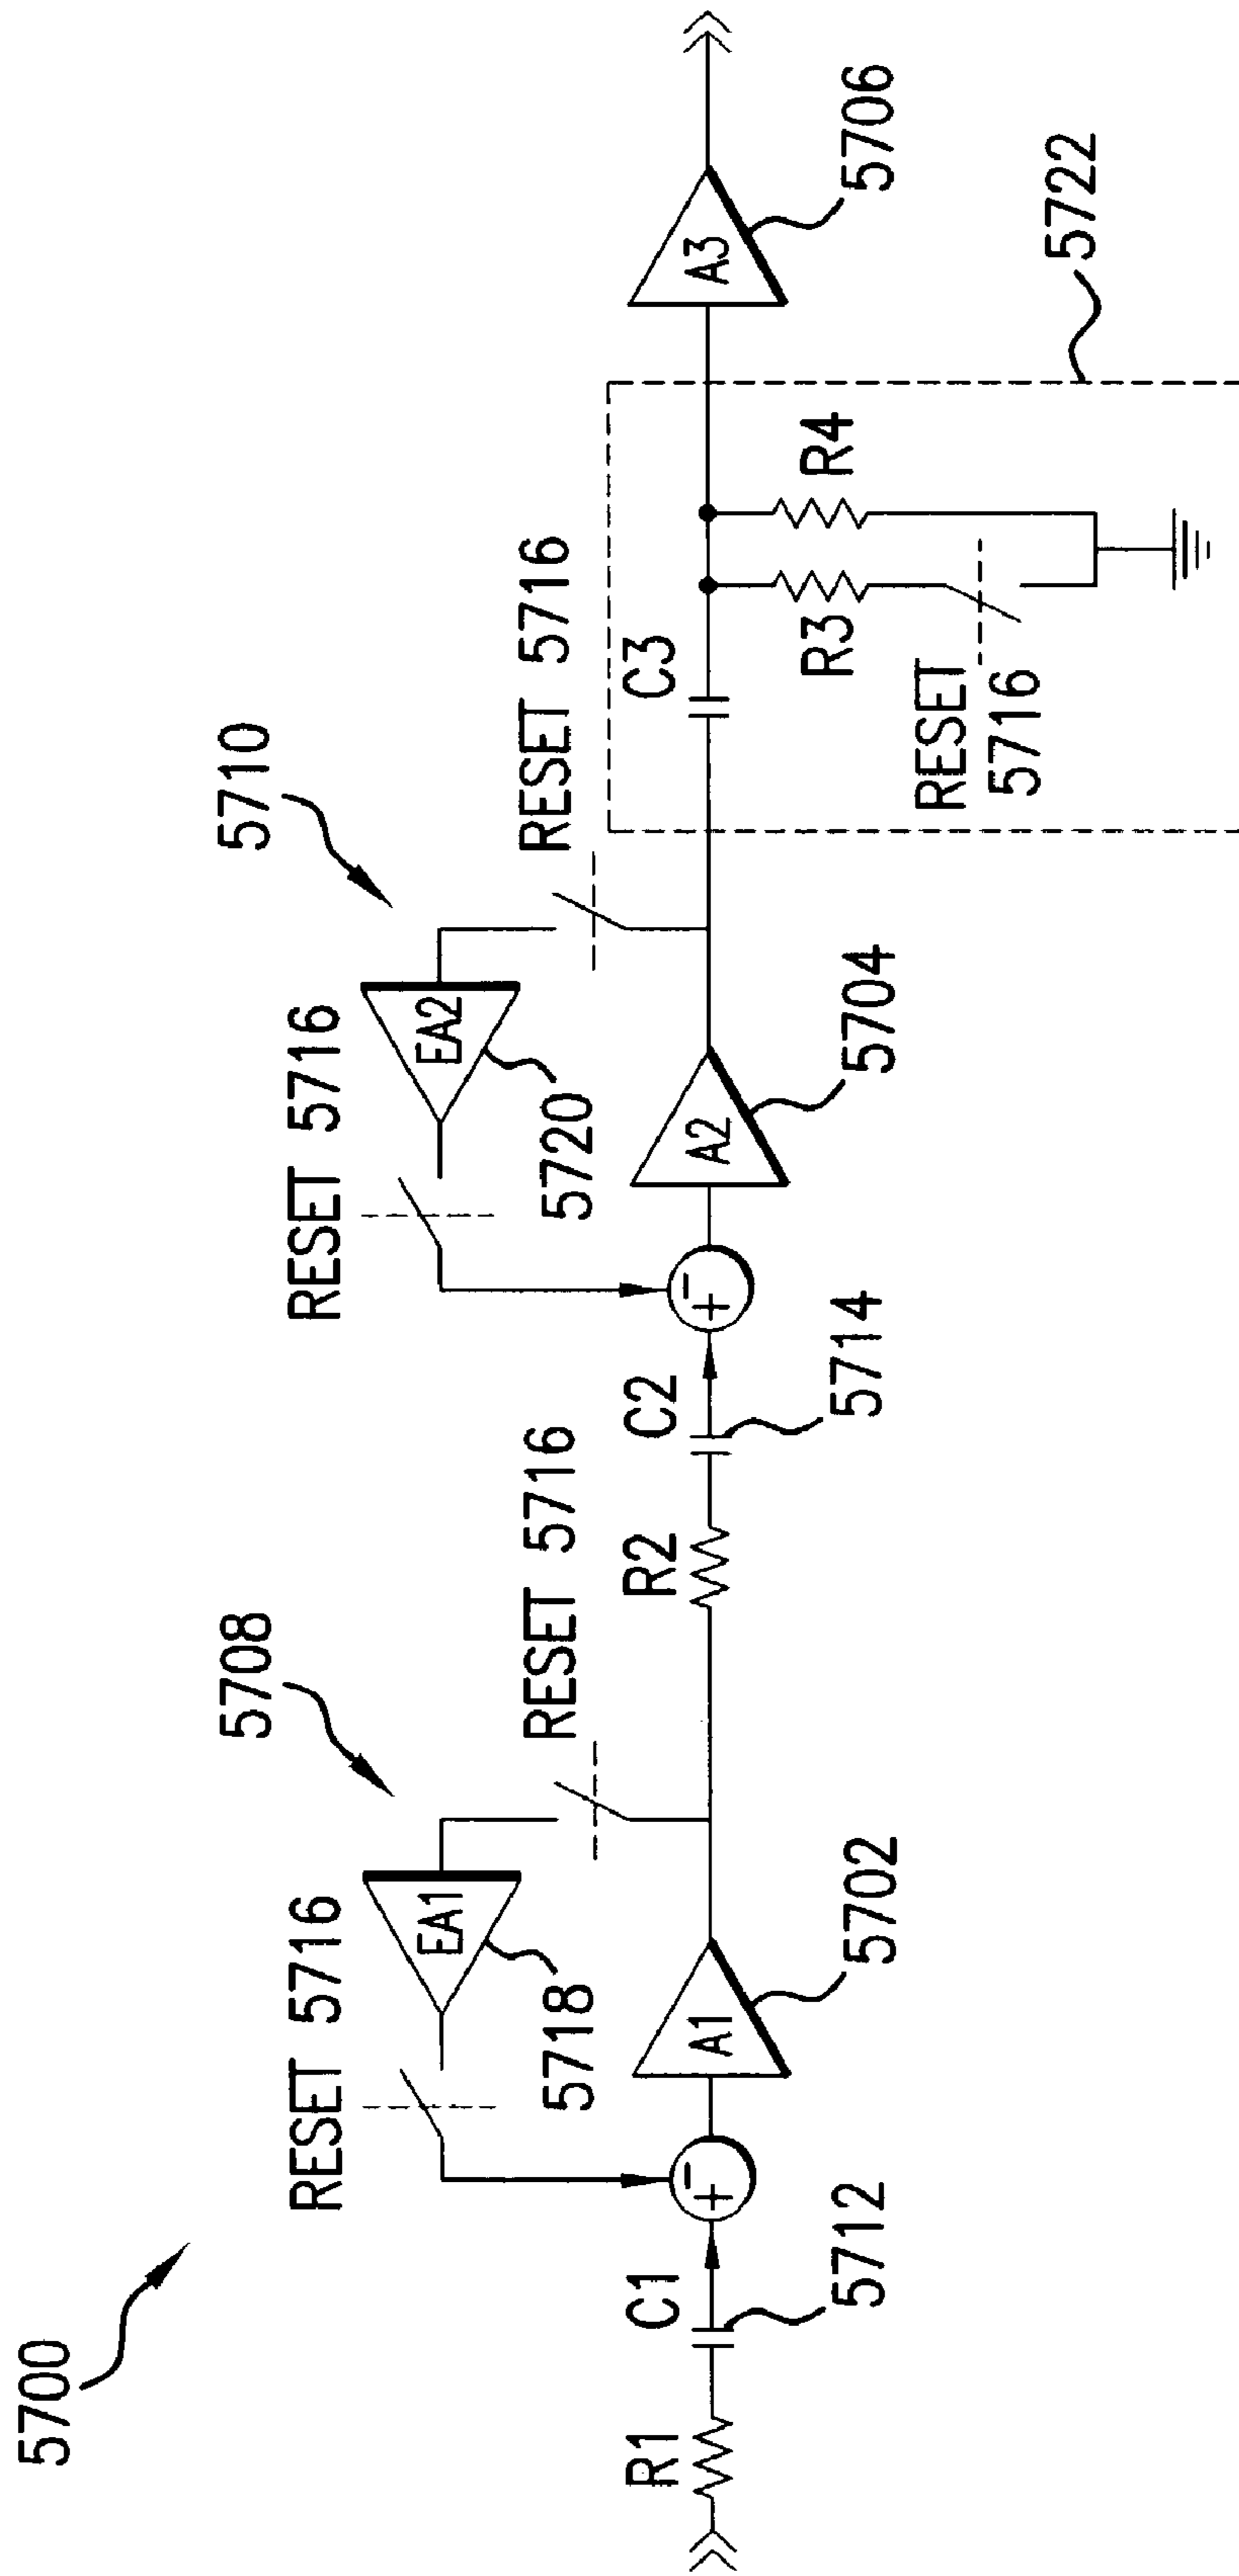 5700
5708
5710
RESET 5716
RESET 5716
EA1
EA2
5718
5720
RESET 5716
RESET 5716
R1
C1
A1
R2
C2
A2
C3
A3
5712
5702
5714
5704
5706
R3
R4
RESET
5716
5722